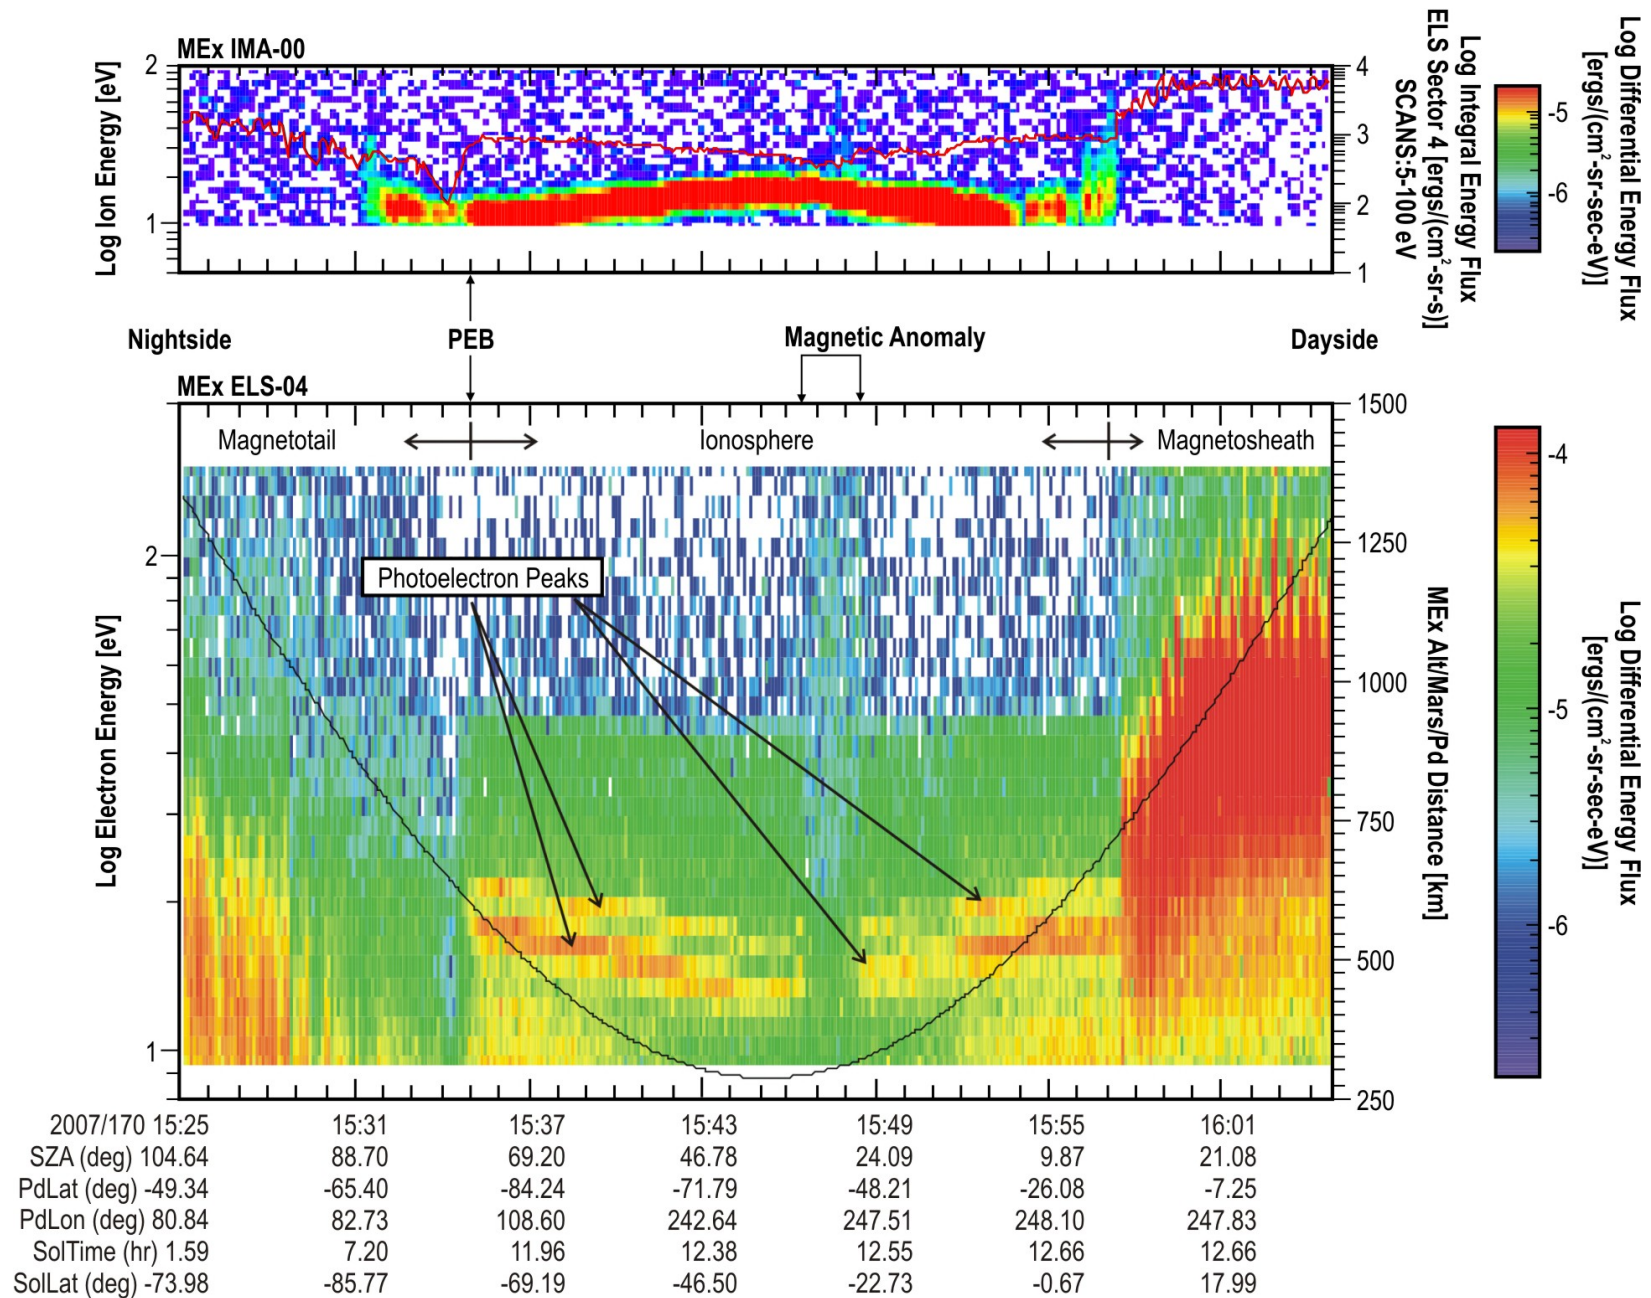 MEx IMA-00
2
1
Log Ion Energy [eV]
4
3
2
1
Log Integral Energy Flux
ELS Sector 4 [ergs/(cm²-sr-s)]
SCANS:5-100 eV
-5
-6
Log Differential Energy Flux
[ergs/(cm²-sr-sec-eV)]
Nightside
PEB
Magnetic Anomaly
Dayside
MEx ELS-04
Magnetotail
Ionosphere
Magnetosheath
Photoelectron Peaks
2
1
Log Electron Energy [eV]
1500
1250
1000
750
500
250
MEx Alt/Mars/Pd Distance [km]
-4
-5
-6
Log Differential Energy Flux
[ergs/(cm²-sr-sec-eV)]
2007/170 15:25 15:31 15:37 15:43 15:49 15:55 16:01
SZA (deg) 104.64 88.70 69.20 46.78 24.09 9.87 21.08
PdLat (deg) -49.34 -65.40 -84.24 -71.79 -48.21 -26.08 -7.25
PdLon (deg) 80.84 82.73 108.60 242.64 247.51 248.10 247.83
SolTime (hr) 1.59 7.20 11.96 12.38 12.55 12.66 12.66
SolLat (deg) -73.98 -85.77 -69.19 -46.50 -22.73 -0.67 17.99